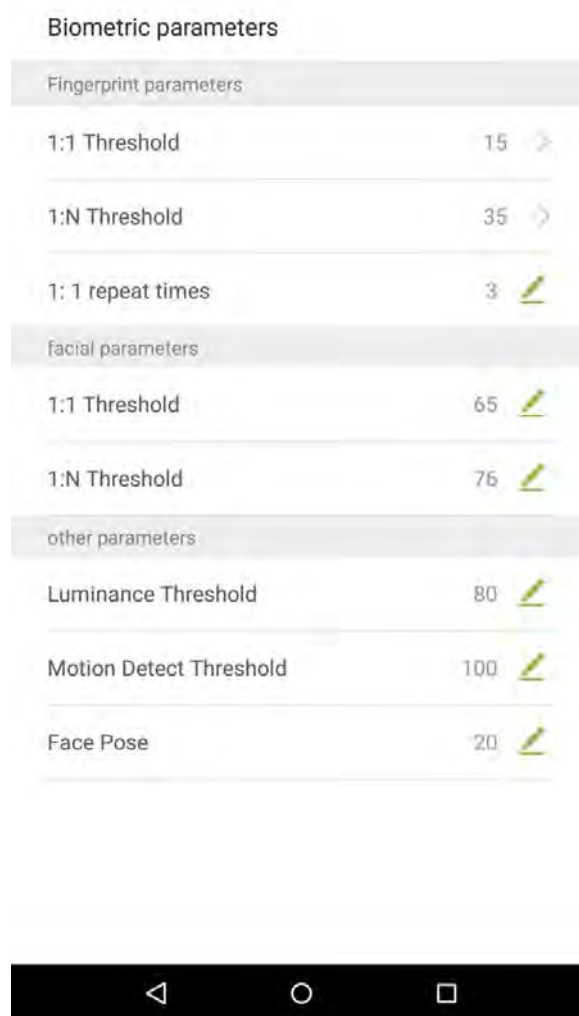 Biometric parameters
Fingerprint parameters
1:1 Threshold 15
1:N Threshold 35
1: 1 repeat times 3
facial parameters
1:1 Threshold 65
1:N Threshold 76
other parameters
Luminance Threshold 80
Motion Detect Threshold 100
Face Pose 20